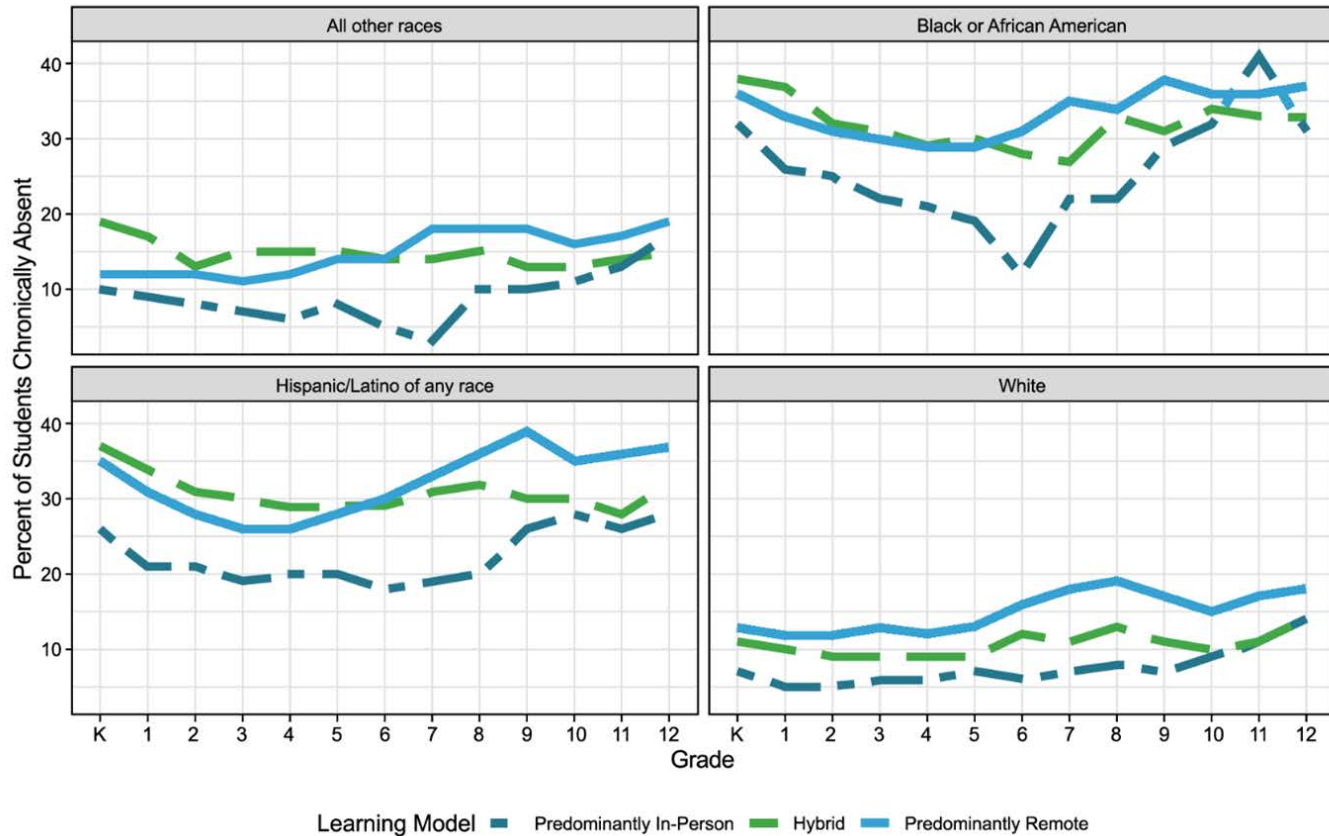 All other races
Black or African American
40
30
20
10
Hispanic/Latino of any race
White
40
30
20
10
Percent of Students Chronically Absent
K 1 2 3 4 5 6 7 8 9 10 11 12
K 1 2 3 4 5 6 7 8 9 10 11 12
Grade
Learning Model Predominantly In-Person Hybrid Predominantly Remote